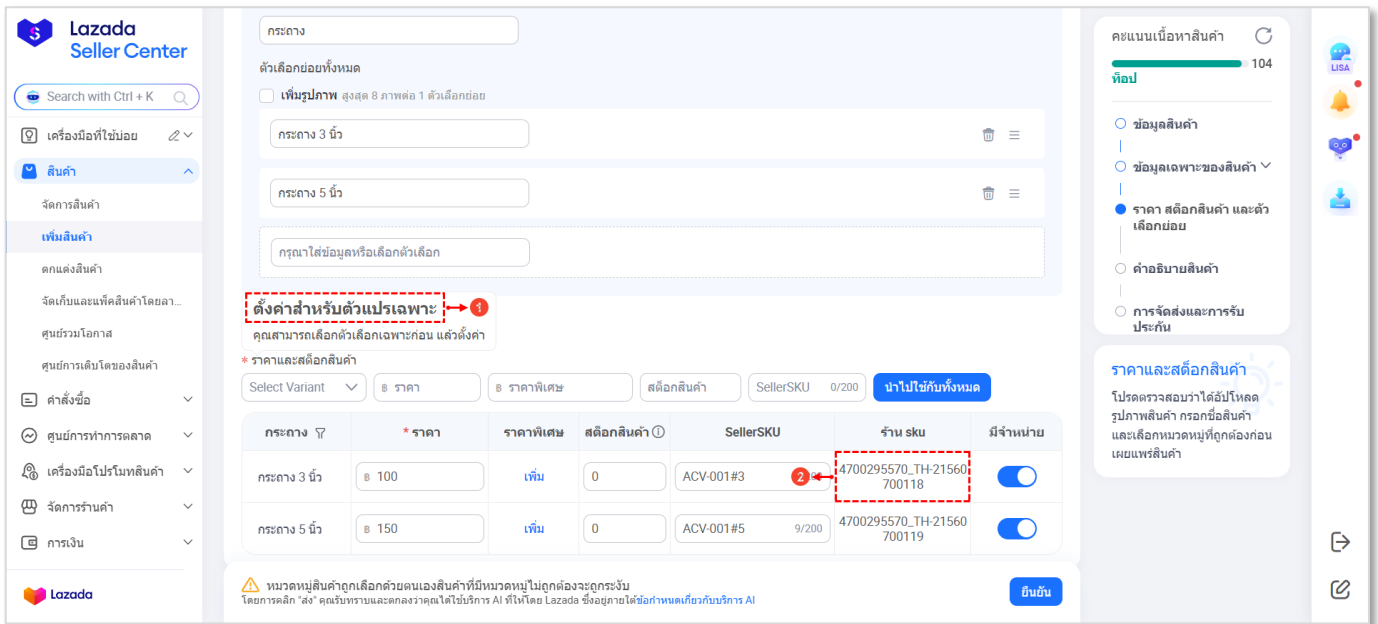 Lazada
Seller Center
Search with Ctrl + K
เครื่องมือที่ใช้บ่อย
สินค้า
จัดการสินค้า
เพิ่มสินค้า
ตกแต่งสินค้า
จัดเก็บและแพ็คสินค้าโดยลา...
ศูนย์รวมโอกาส
ศูนย์การเติบโตของสินค้า
คำสั่งซื้อ
ศูนย์การทำการตลาด
เครื่องมือโปรโมทสินค้า
จัดการร้านค้า
การเงิน
Lazada
กระถาง
ตัวเลือกย่อยทั้งหมด
เพิ่มรูปภาพ สูงสุด 8 ภาพต่อ 1 ตัวเลือกย่อย
กระถาง 3 นิ้ว
กระถาง 5 นิ้ว
กรุณาใส่ข้อมูลหรือเลือกตัวเลือก
ตั้งค่าสำหรับตัวแปรเฉพาะ 1
คุณสามารถเลือกตัวเลือกเฉพาะก่อน แล้วตั้งค่า
* ราคาและสต็อกสินค้า
Select Variant ฿ ราคา ฿ ราคาพิเศษ สต็อกสินค้า SellerSKU 0/200 นำไปใช้กับทั้งหมด
กระถาง * ราคา ราคาพิเศษ สต็อกสินค้า SellerSKU ร้าน sku มีจำหน่าย
กระถาง 3 นิ้ว ฿ 100 เพิ่ม 0 ACV-001#3 2 4700295570_TH-21560
700118
กระถาง 5 นิ้ว ฿ 150 เพิ่ม 0 ACV-001#5 9/200 4700295570_TH-21560
700119
หมวดหมู่สินค้าถูกเลือกด้วยตนเองสินค้าที่มีหมวดหมู่ไม่ถูกต้องจะถูกระงับ
โดยการคลิก "ส่ง" คุณรับทราบและตกลงว่าคุณได้ใช้บริการ AI ที่ให้โดย Lazada ซึ่งอยู่ภายใต้ข้อกำหนดเกี่ยวกับบริการ AI
ยืนยัน
คะแนนเนื้อหาสินค้า
104
ท็อป
ข้อมูลสินค้า
ข้อมูลเฉพาะของสินค้า
ราคา สต็อกสินค้า และตัว
เลือกย่อย
คำอธิบายสินค้า
การจัดส่งและการรับ
ประกัน
ราคาและสต็อกสินค้า
โปรดตรวจสอบว่าได้อัปโหลด
รูปภาพสินค้า กรอกชื่อสินค้า
และเลือกหมวดหมู่ที่ถูกต้องก่อน
เผยแพร่สินค้า
LISA